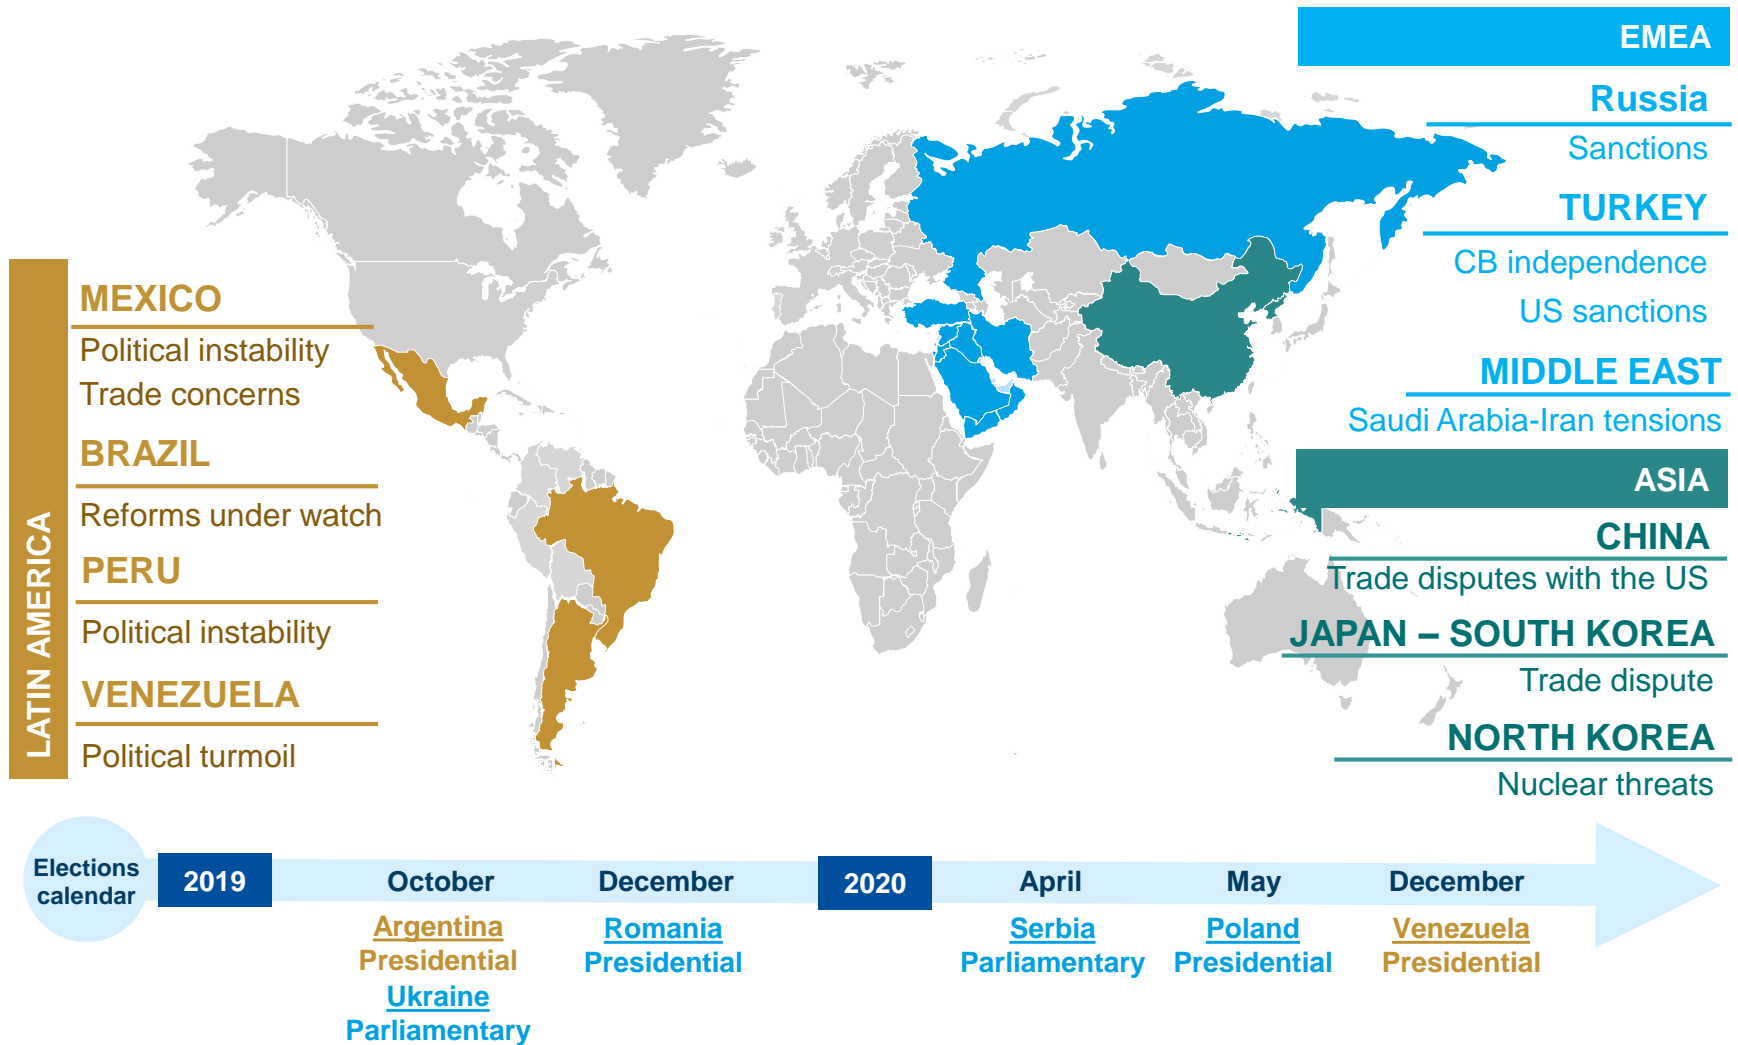 EMEA
Russia
Sanctions
TURKEY
CB independence
US sanctions
MIDDLE EAST
Saudi Arabia-Iran tensions
ASIA
CHINA
Trade disputes with the US
JAPAN – SOUTH KOREA
Trade dispute
NORTH KOREA
Nuclear threats
LATIN AMERICA
MEXICO
Political instability
Trade concerns
BRAZIL
Reforms under watch
PERU
Political instability
VENEZUELA
Political turmoil
Elections
calendar
2019
October
December
2020
April
May
December
Argentina
Presidential
Ukraine
Parliamentary
Romania
Presidential
Serbia
Parliamentary
Poland
Presidential
Venezuela
Presidential